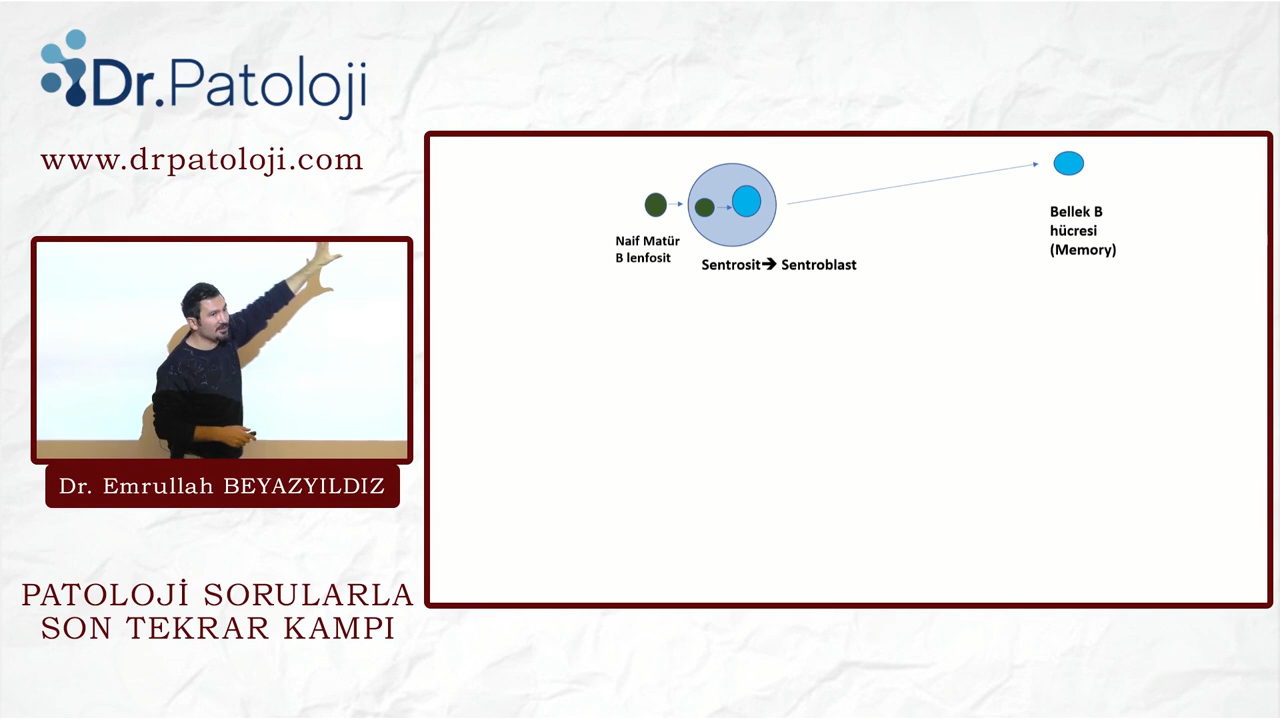 Dr.Patoloji
www.drpatoloji.com
Dr. Emrullah BEYAZYILDIZ
PATOLOJİ SORULARLA
SON TEKRAR KAMPI
Naif Matür
B lenfosit
Sentrosit→ Sentroblast
Bellek B
hücresi
(Memory)